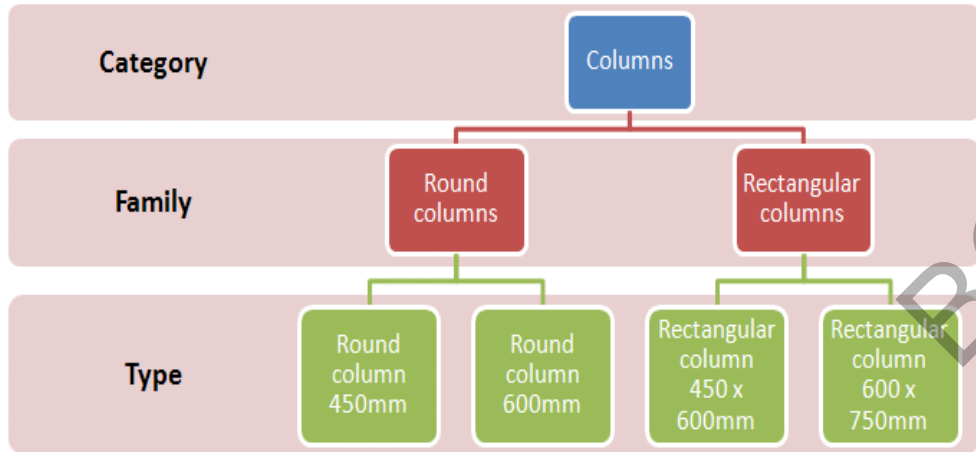 Category
Columns
Family
Round
columns
Rectangular
columns
Type
Round
column
450mm
Round
column
600mm
Rectangular
column
450 x
600mm
Rectangular
column
600 x
750mm